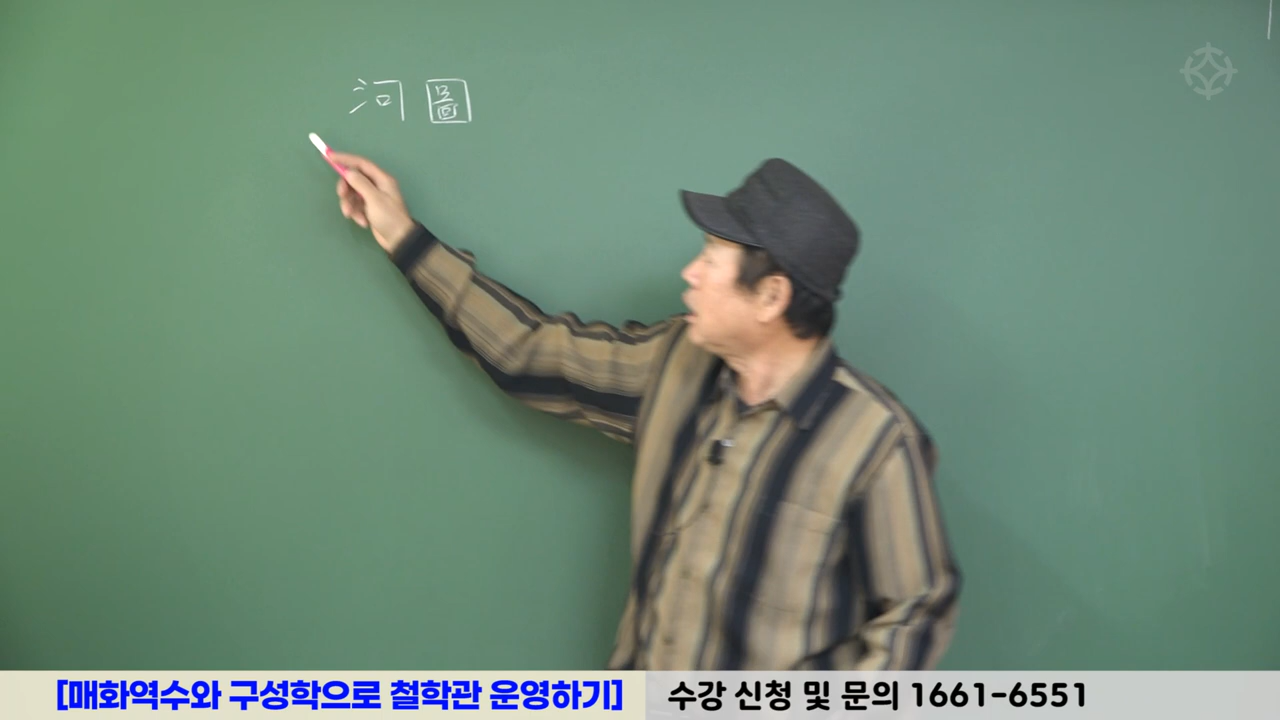 河圖
[매화역수와 구성학으로 철학관 운영하기] 수강 신청 및 문의 1661-6551